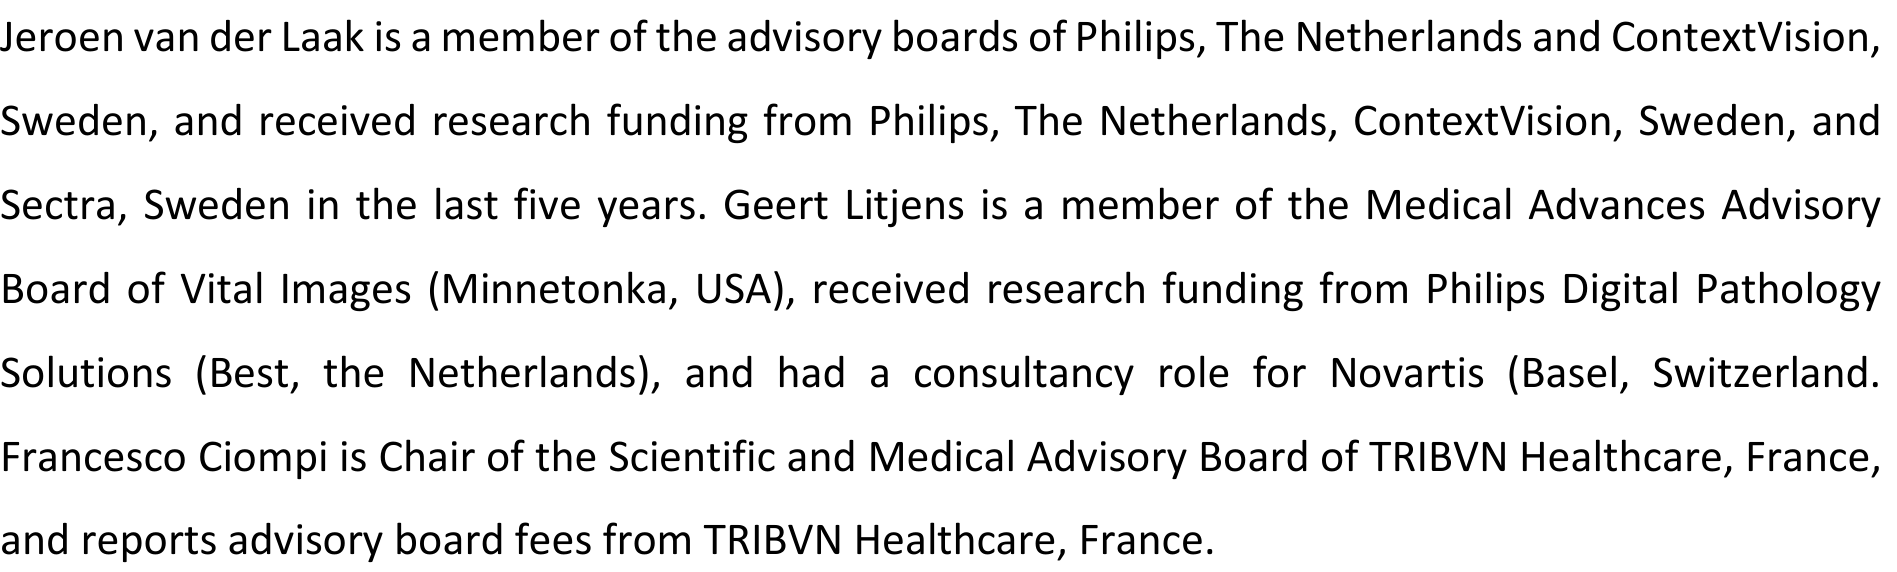 Jeroen van der Laak is a member of the advisory boards of Philips, The Netherlands and ContextVision,
Sweden, and received research funding from Philips, The Netherlands, ContextVision, Sweden, and
Sectra, Sweden in the last five years. Geert Litjens is a member of the Medical Advances Advisory
Board of Vital Images (Minnetonka, USA), received research funding from Philips Digital Pathology
Solutions (Best, the Netherlands), and had a consultancy role for Novartis (Basel, Switzerland.
Francesco Ciompi is Chair of the Scientific and Medical Advisory Board of TRIBVN Healthcare, France,
and reports advisory board fees from TRIBVN Healthcare, France.